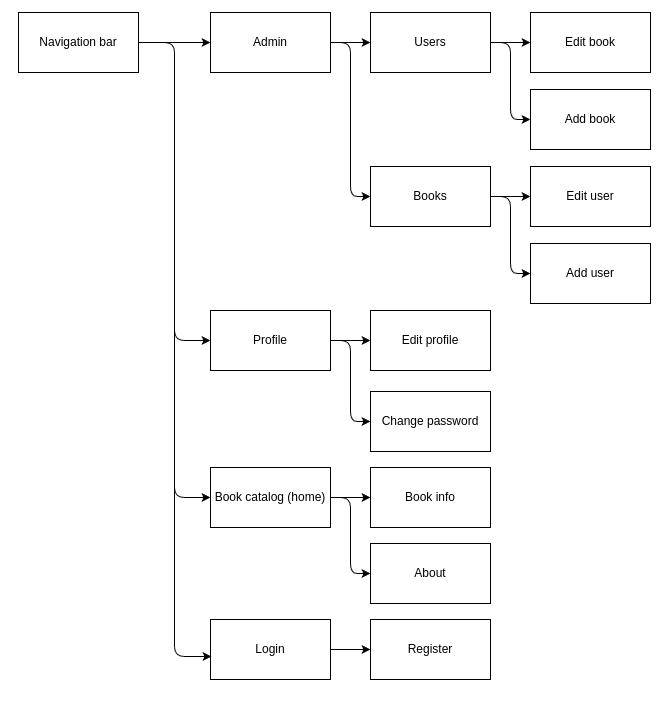 Navigation bar
Admin
Users
Edit book
Add book
Books
Edit user
Add user
Profile
Edit profile
Change password
Book catalog (home)
Book info
About
Login
Register